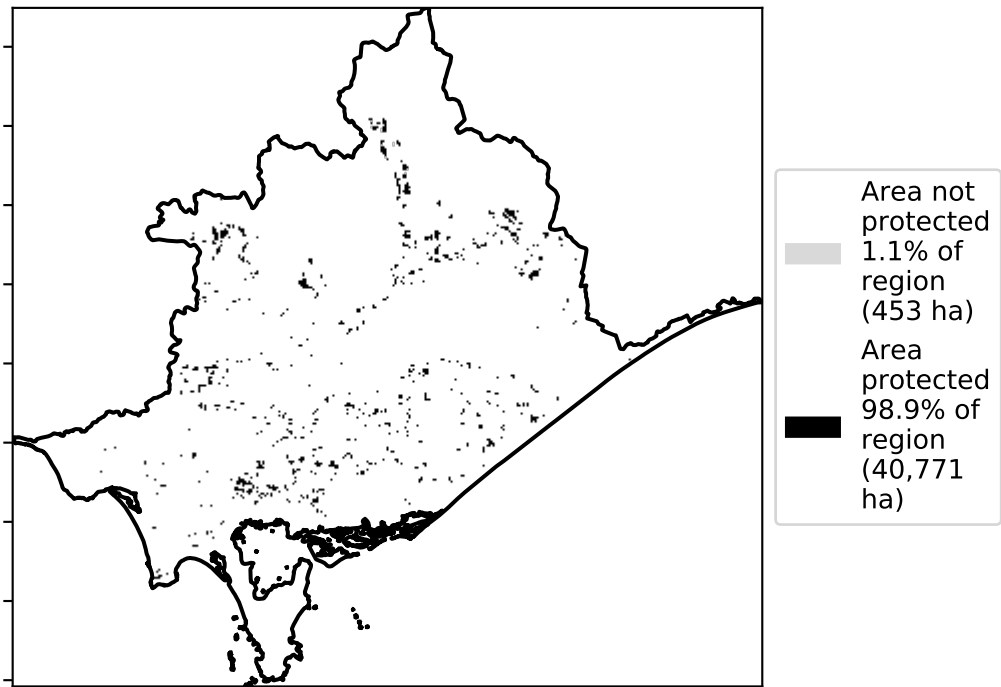 Area not
protected
1.1% of
region
(453 ha)
Area
protected
98.9% of
region
(40,771
ha)